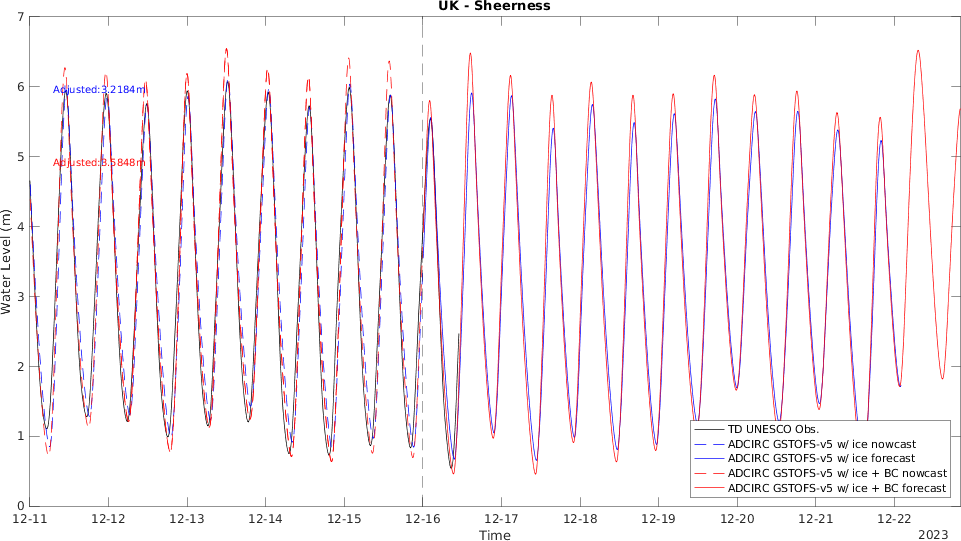 UK - Sheerness
7
6
5
4
3
2
1
0
Water Level (m)
Adjusted:3.2184m
Adjusted:3.5848m
TD UNESCO Obs.
ADCIRC GSTOFS-v5 w/ ice nowcast
ADCIRC GSTOFS-v5 w/ ice forecast
ADCIRC GSTOFS-v5 w/ ice + BC nowcast
ADCIRC GSTOFS-v5 w/ ice + BC forecast
12-11 12-12 12-13 12-14 12-15 12-16 12-17 12-18 12-19 12-20 12-21 12-22
Time
2023